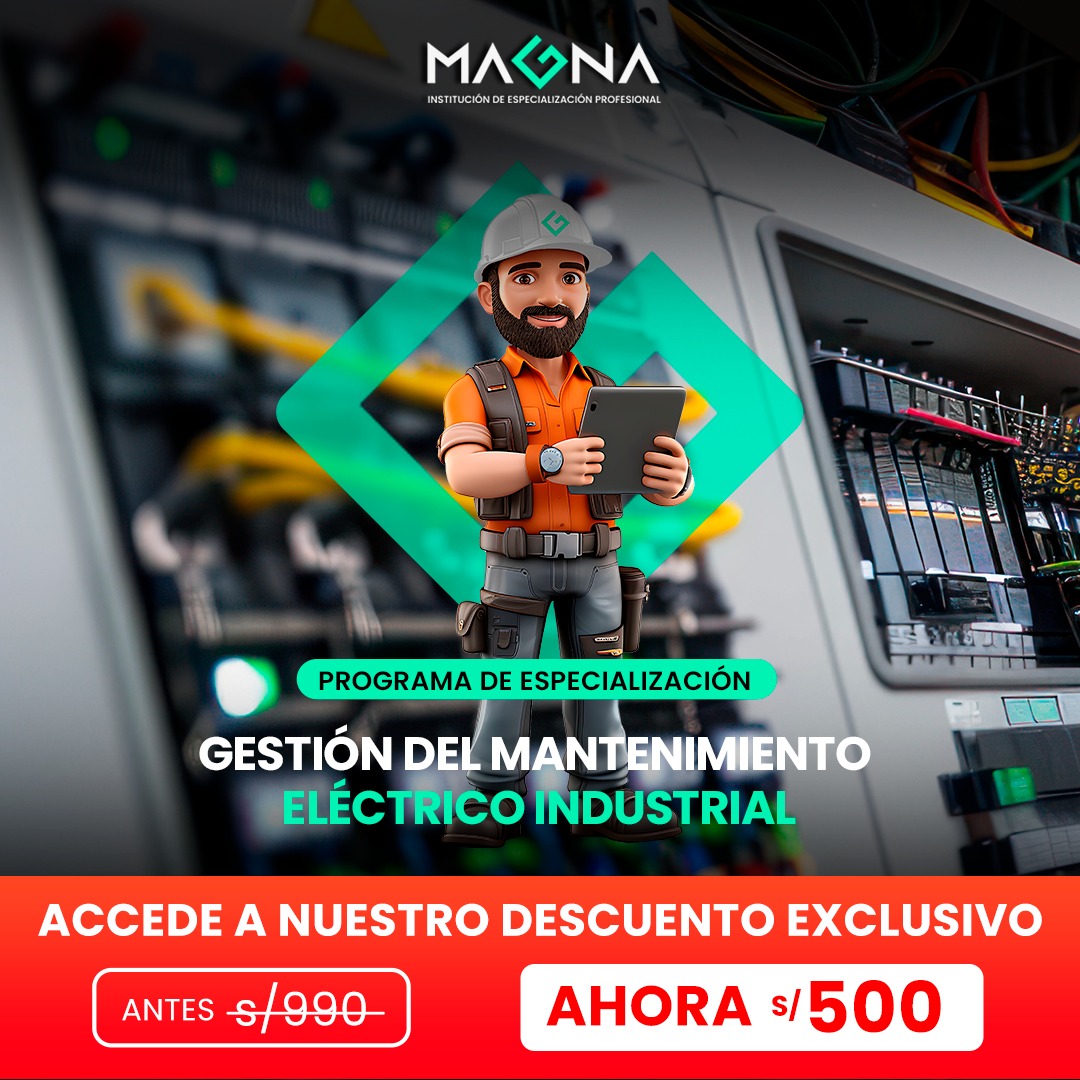 MAGNA
INSTITUCIÓN DE ESPECIALIZACIÓN PROFESIONAL
PROGRAMA DE ESPECIALIZACIÓN
GESTIÓN DEL MANTENIMIENTO
ELÉCTRICO INDUSTRIAL
ACCEDE A NUESTRO DESCUENTO EXCLUSIVO
ANTES s/990
AHORA s/500